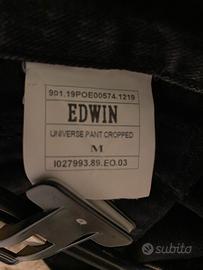 901.19POE00574.1219
EDWIN
UNIVERSE PANT CROPPED
M
I027993.89.EO.03
subito